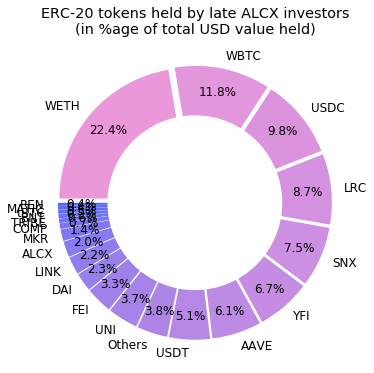 ERC-20 tokens held by late ALCX investors
(in %age of total USD value held)
WETH
22.4%
WBTC
11.8%
USDC
9.8%
LRC
8.7%
SNX
7.5%
YFI
6.7%
AAVE
6.1%
USDT
5.1%
Others
3.8%
UNI
3.7%
FEI
3.3%
DAI
2.3%
LINK
2.2%
ALCX
2.0%
MKR
1.4%
COMP
MATIC
REN
0.4%